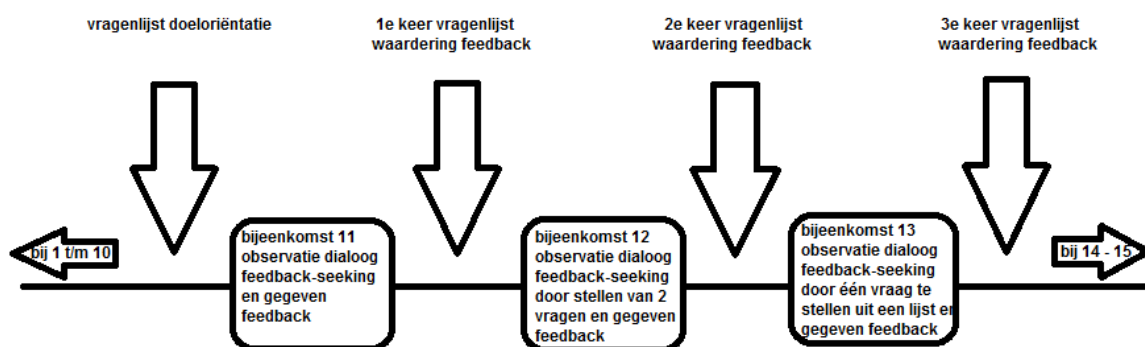 vragenlijst doeloriëntatie
1e keer vragenlijst
waardering feedback
2e keer vragenlijst
waardering feedback
3e keer vragenlijst
waardering feedback
bij 1 t/m 10
bijeenkomst 11
observatie dialoog
feedback-seeking
en gegeven
feedback
bijeenkomst 12
observatie dialoog
feedback-seeking
door stellen van 2
vragen en gegeven
feedback
bijeenkomst 13
observatie dialoog
feedback-seeking
door één vraag te
stellen uit een lijst en
gegeven feedback
bij 14 - 15